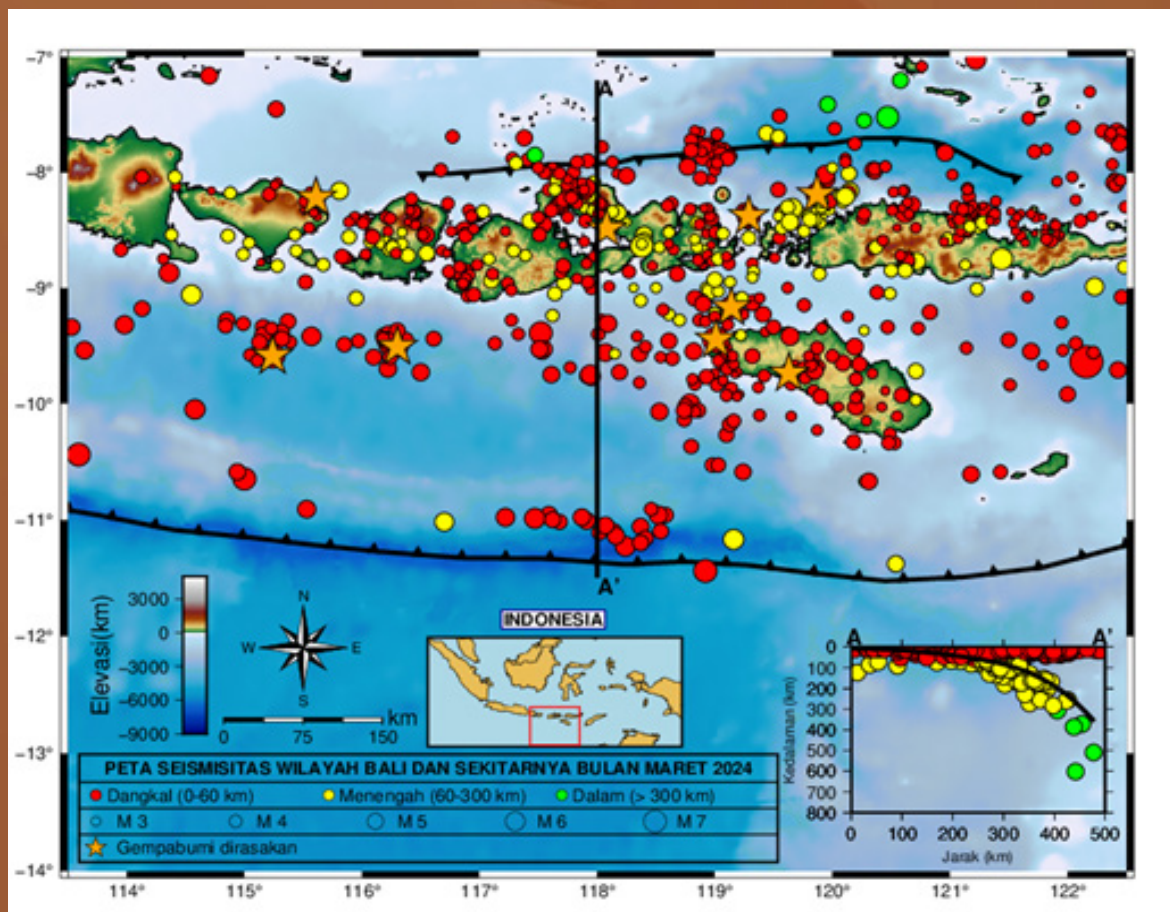 −7°
−8°
−9°
−10°
−11°
−12°
−13°
−14°
A
A'
Elevasi(km)
3000
0
−3000
−6000
−9000
N
W E
S
km
0 75 150
INDONESIA
A A'
Kedalaman (km)
0
100
200
300
400
500
600
700
800
0 100 200 300 400 500
Jarak (km)
PETA SEISMISITAS WILAYAH BALI DAN SEKITARNYA BULAN MARET 2024
Dangkal (0-60 km) Menengah (60-300 km) Dalam (> 300 km)
M 3 M 4 M 5 M 6 M 7
Gempabumi dirasakan
114° 115° 116° 117° 118° 119° 120° 121° 122°